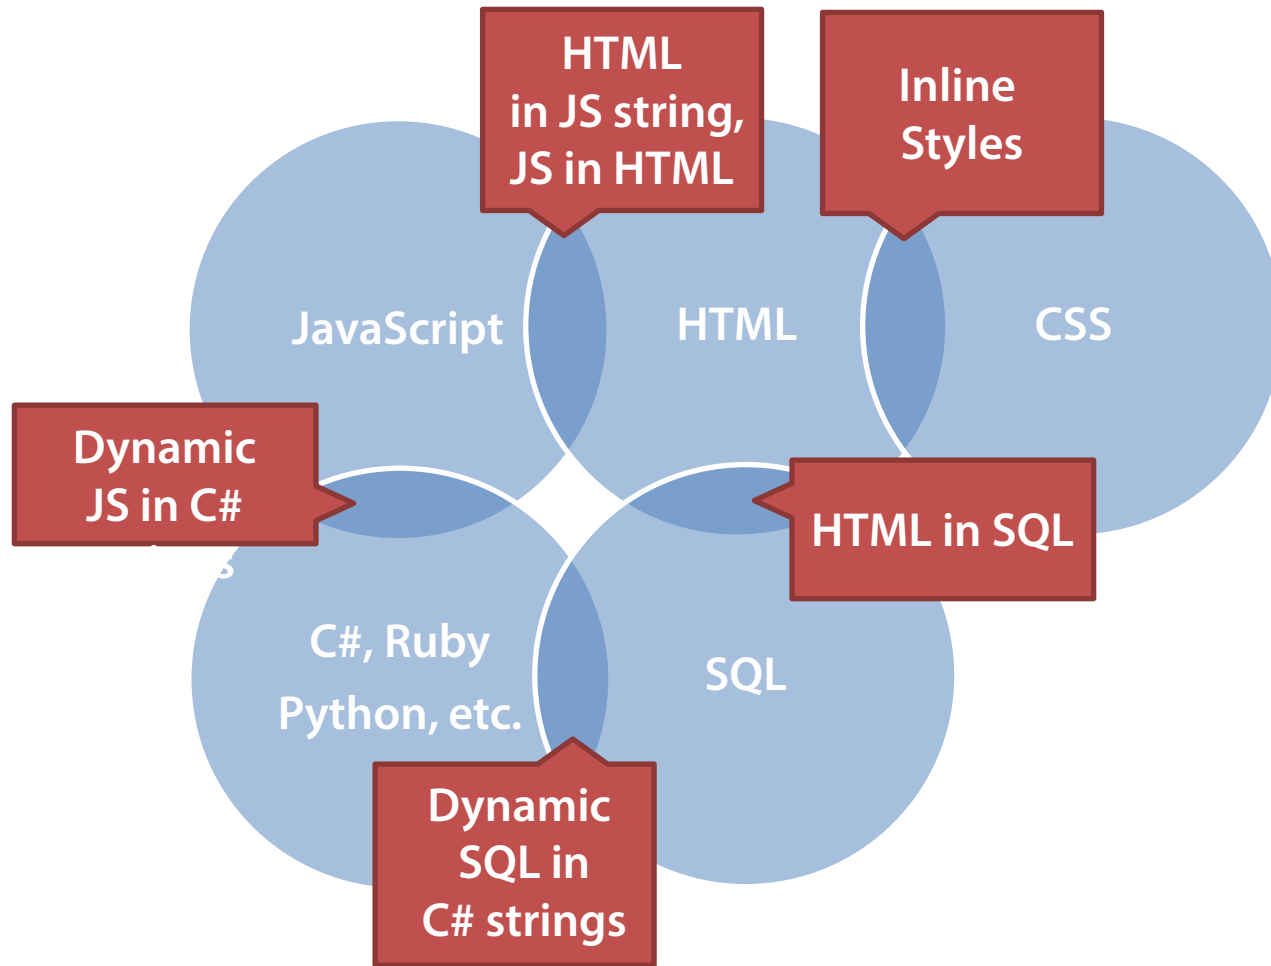 HTML
in JS string,
JS in HTML
Inline
Styles
JavaScript
HTML
CSS
Dynamic
JS in C#
HTML in SQL
C#, Ruby
Python, etc.
SQL
Dynamic
SQL in
C# strings